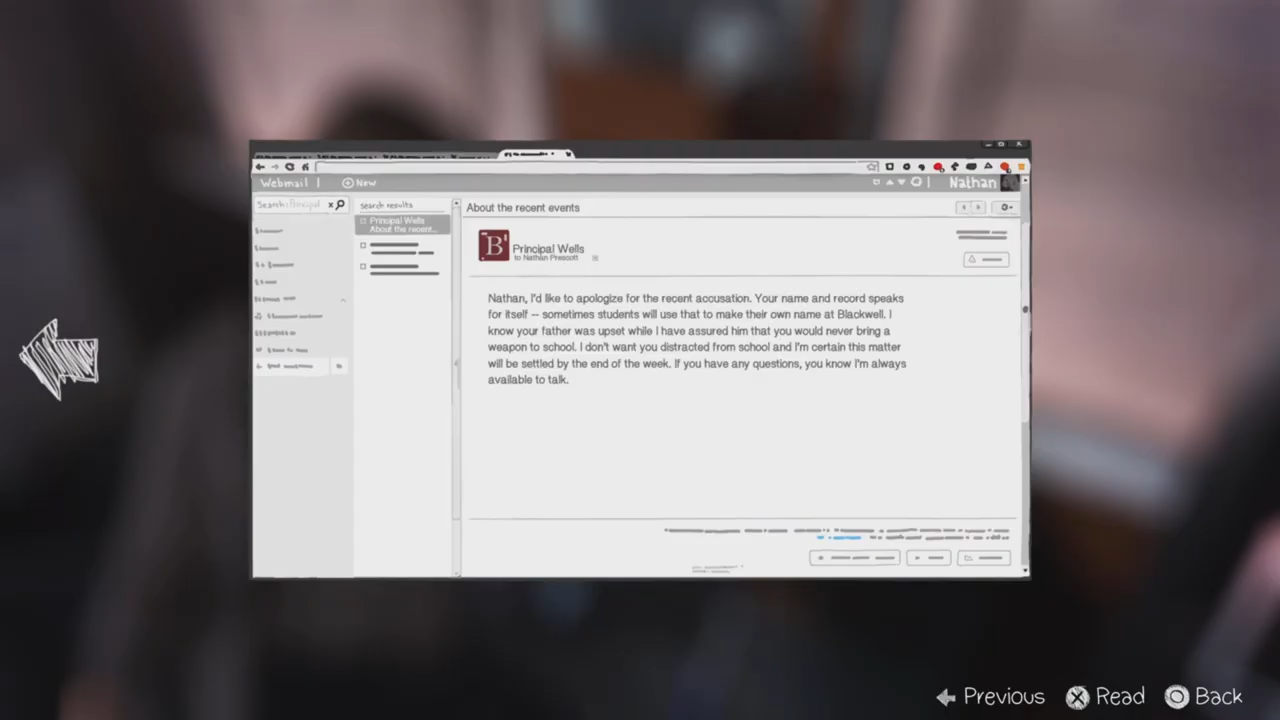 Webmail
New
Nathan
Search: Principal x
search results
Principal Wells
About the recent...
About the recent events
B
Principal Wells
to Nathan Prescott
Nathan, I'd like to apologize for the recent accusation. Your name and record speaks
for itself – sometimes students will use that to make their own name at Blackwell. I
know your father was upset while I have assured him that you would never bring a
weapon to school. I don't want you distracted from school and I'm certain this matter
will be settled by the end of the week. If you have any questions, you know I'm always
available to talk.
Previous
Read
Back